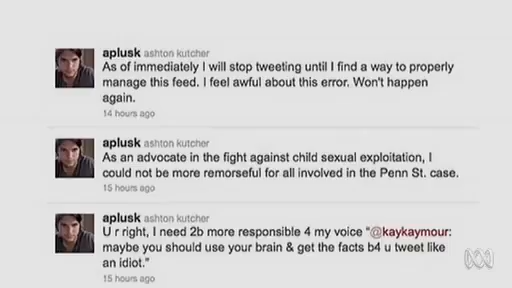 aplusk ashton kutcher
As of immediately I will stop tweeting until I find a way to properly
manage this feed. I feel awful about this error. Won't happen
again.
14 hours ago
aplusk ashton kutcher
As an advocate in the fight against child sexual exploitation, I
could not be more remorseful for all involved in the Penn St. case.
15 hours ago
aplusk ashton kutcher
U r right, I need 2b more responsible 4 my voice "@kaykaymour:
maybe you should use your brain & get the facts b4 u tweet like
an idiot."
15 hours ago